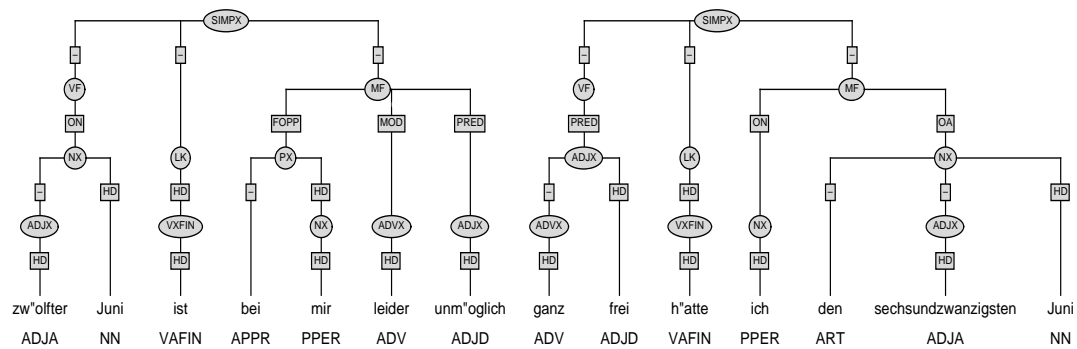 SIMPX SIMPX
– – – – – –
VF MF VF MF
ON FOPP MOD PRED PRED ON OA
NX LK PX ADJX LK NX
– HD HD – HD – HD HD – – HD
ADJX VXFIN NX ADVX ADJX ADVX VXFIN NX ADJX
HD HD HD HD HD HD HD HD HD
zw"olfter Juni ist bei mir leider unm"oglich ganz frei h"atte ich den sechsundzwanzigsten Juni
ADJA NN VAFIN APPR PPER ADV ADJD ADV ADJD VAFIN PPER ART ADJA NN